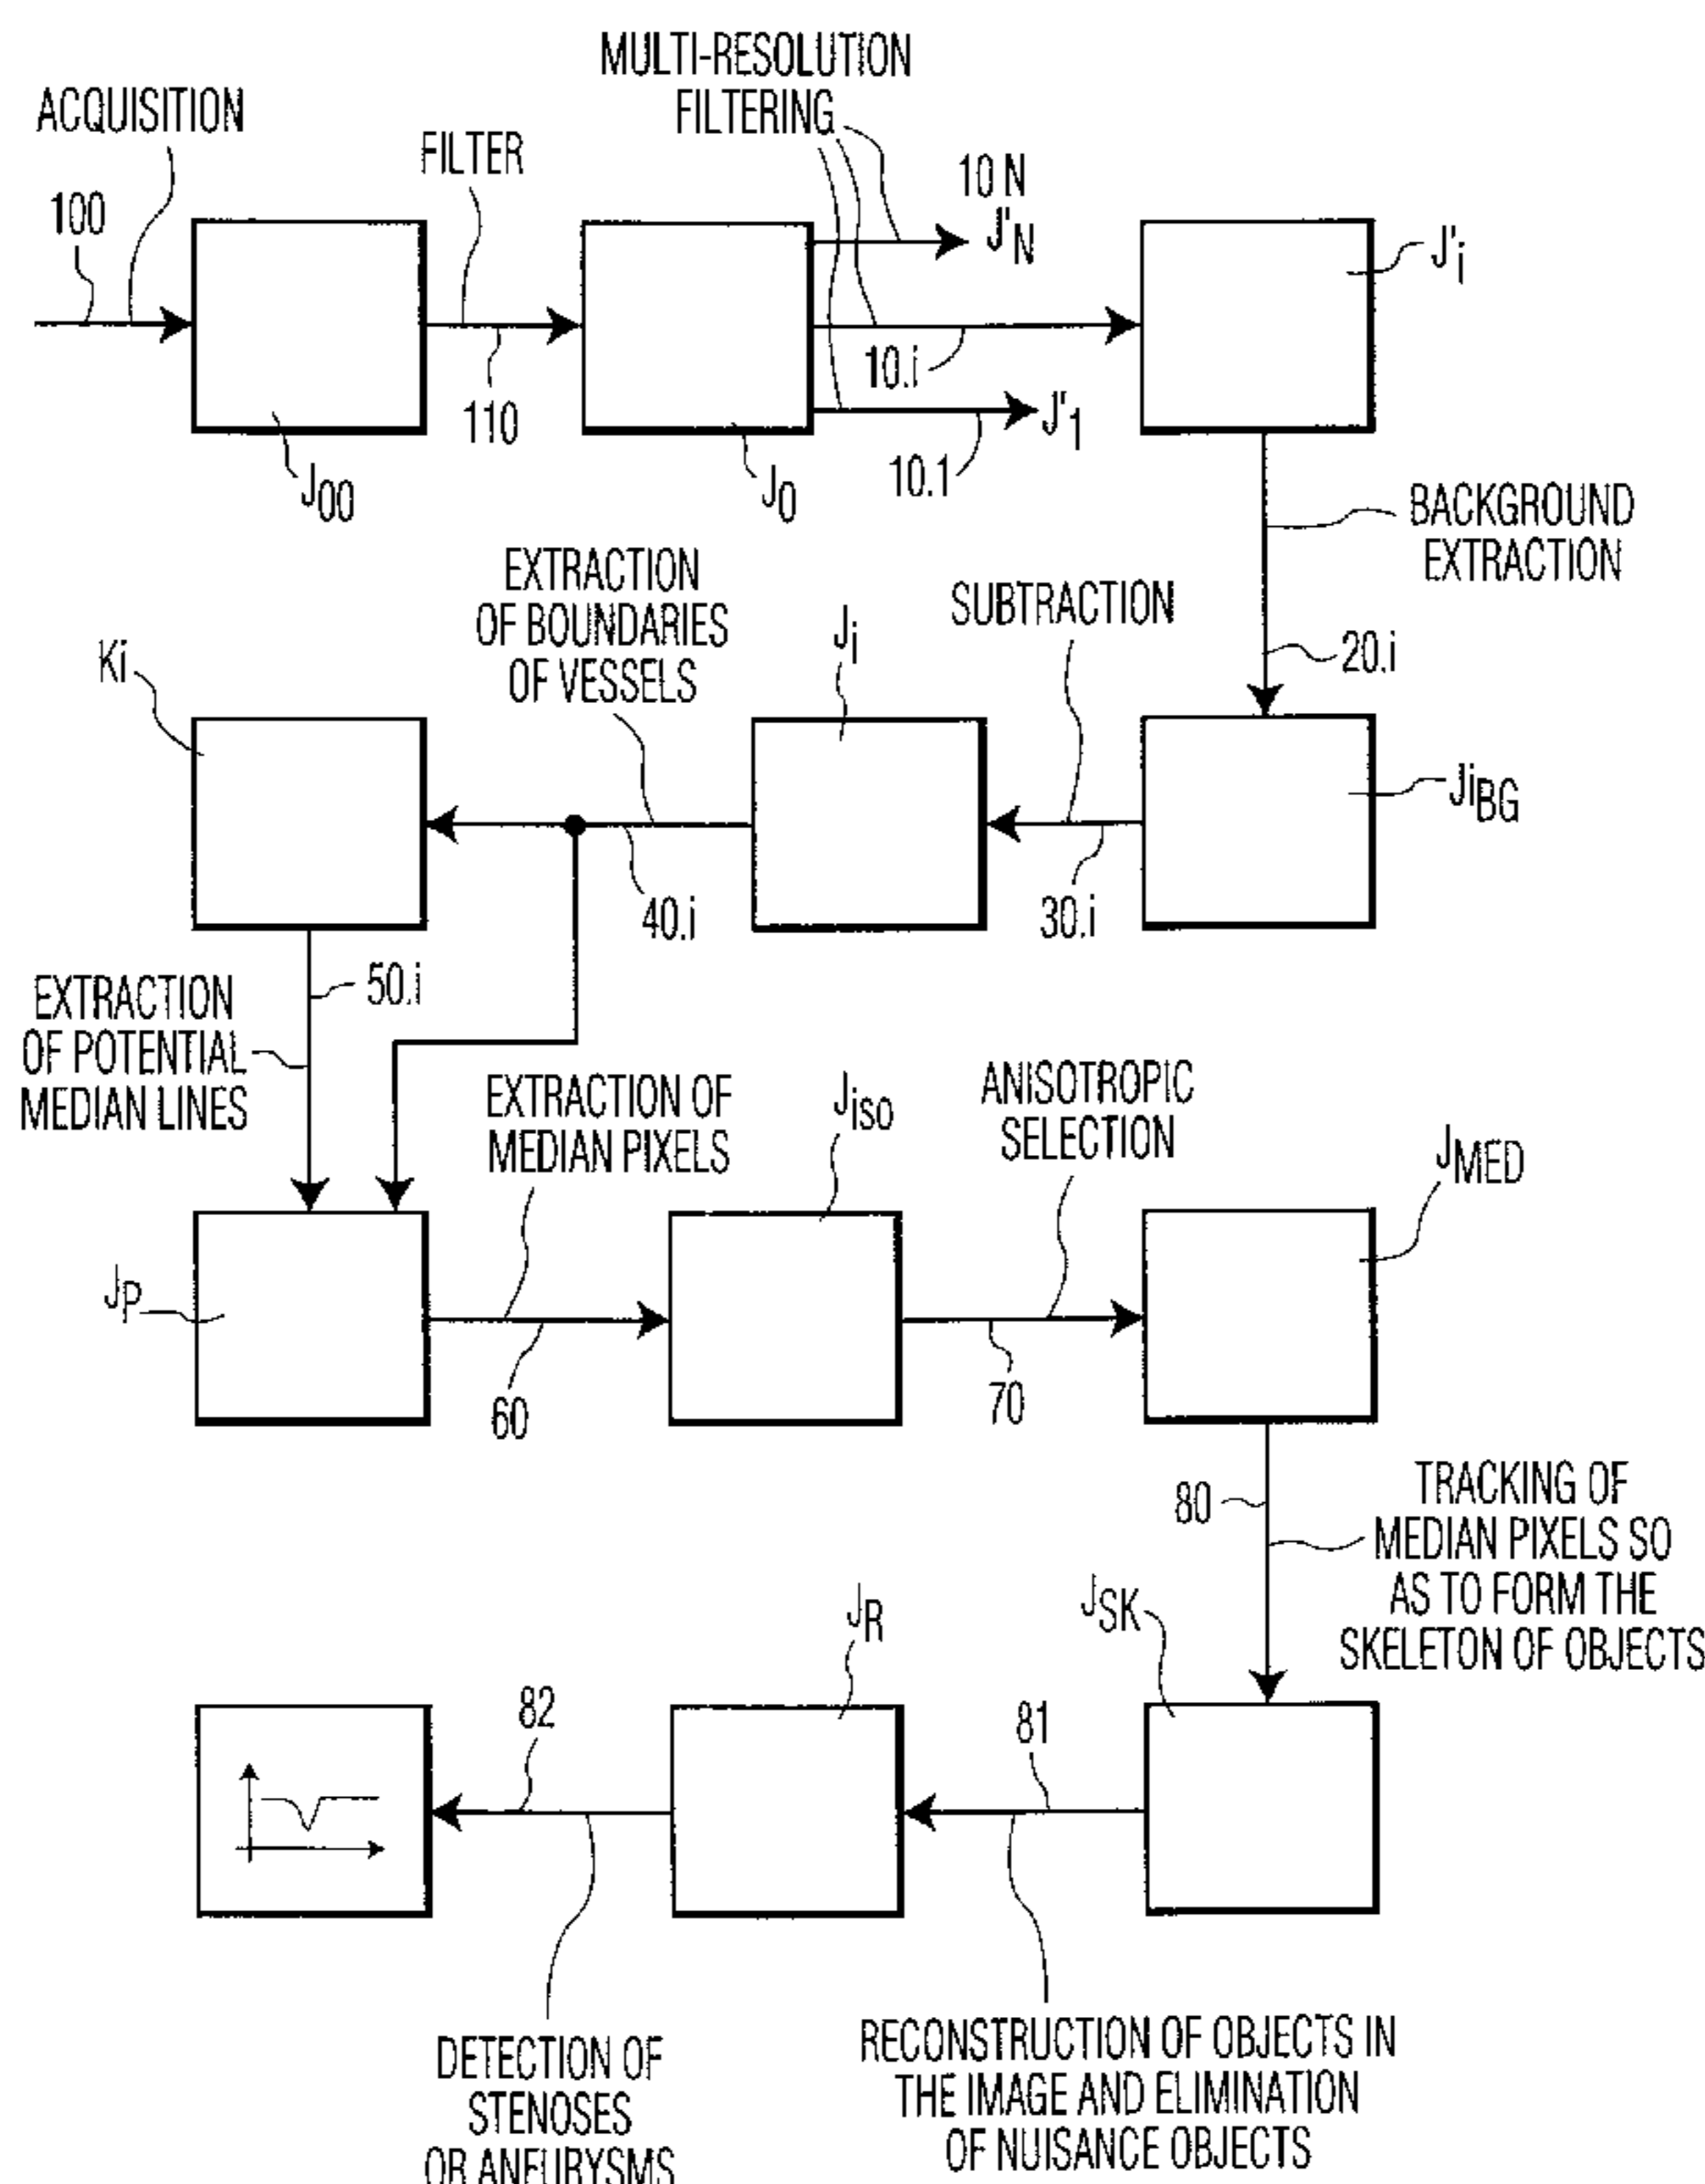 MULTI-RESOLUTION
FILTERING
ACQUISITION
FILTER
100
10 N
J'N
J'i
110
10.i
J'1
10.1
J00
J0
BACKGROUND
EXTRACTION
EXTRACTION
OF BOUNDARIES
OF VESSELS
Ji
SUBTRACTION
20.i
Ki
JiBG
40.i
30.i
50.i
EXTRACTION
OF POTENTIAL
MEDIAN LINES
EXTRACTION OF
MEDIAN PIXELS
Jiso
ANISOTROPIC
SELECTION
JMED
JP
60
70
80
TRACKING OF
MEDIAN PIXELS SO
AS TO FORM THE
SKELETON OF OBJECTS
JR
JSK
82
81
DETECTION OF
STENOSES
OR ANEURYSMS
RECONSTRUCTION OF OBJECTS IN
THE IMAGE AND ELIMINATION
OF NUISANCE OBJECTS